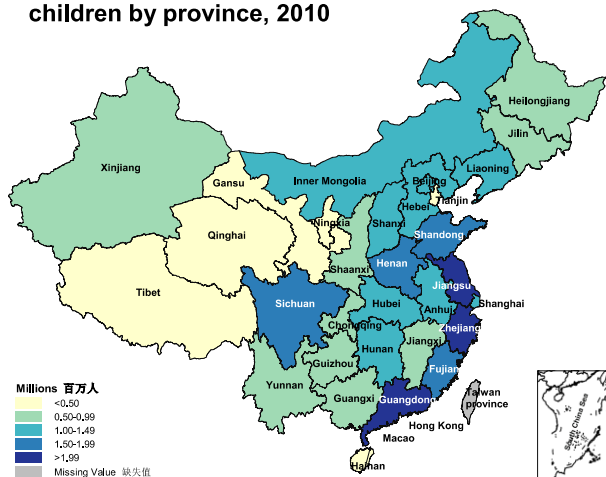 children by province, 2010
Heilongjiang
Jilin
Xinjiang
Liaoning
Gansu
Inner Mongolia
Beijing
Tianjin
Hebei
Ningxia
Shanxi
Qinghai
Shandong
Henan
Shaanxi
Tibet
Jiangsu
Sichuan
Hubei
Anhui
Shanghai
Chongqing
Zhejiang
Jiangxi
Hunan
Guizhou
Fujian
Yunnan
Guangxi
Guangdong
Taiwan
province
Hong Kong
Macao
Hainan
South China Sea
Millions 百万人
<0.50
0.50-0.99
1.00-1.49
1.50-1.99
>1.99
Missing Value 缺失值